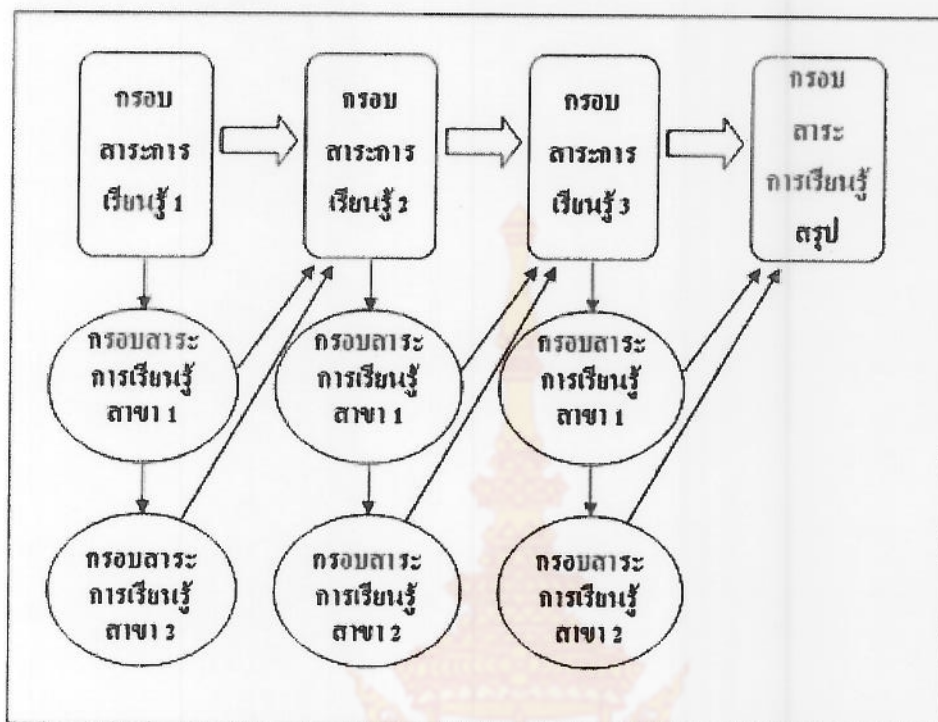 กรอบ
สาระการ
เรียนรู้ 1
กรอบ
สาระการ
เรียนรู้ 2
กรอบ
สาระการ
เรียนรู้ 3
กรอบ
สาระ
การเรียนรู้
สรุป
กรอบสาระ
การเรียนรู้
สาขา 1
กรอบสาระ
การเรียนรู้
สาขา 1
กรอบสาระ
การเรียนรู้
สาขา 1
กรอบสาระ
การเรียนรู้
สาขา 2
กรอบสาระ
การเรียนรู้
สาขา 2
กรอบสาระ
การเรียนรู้
สาขา 2